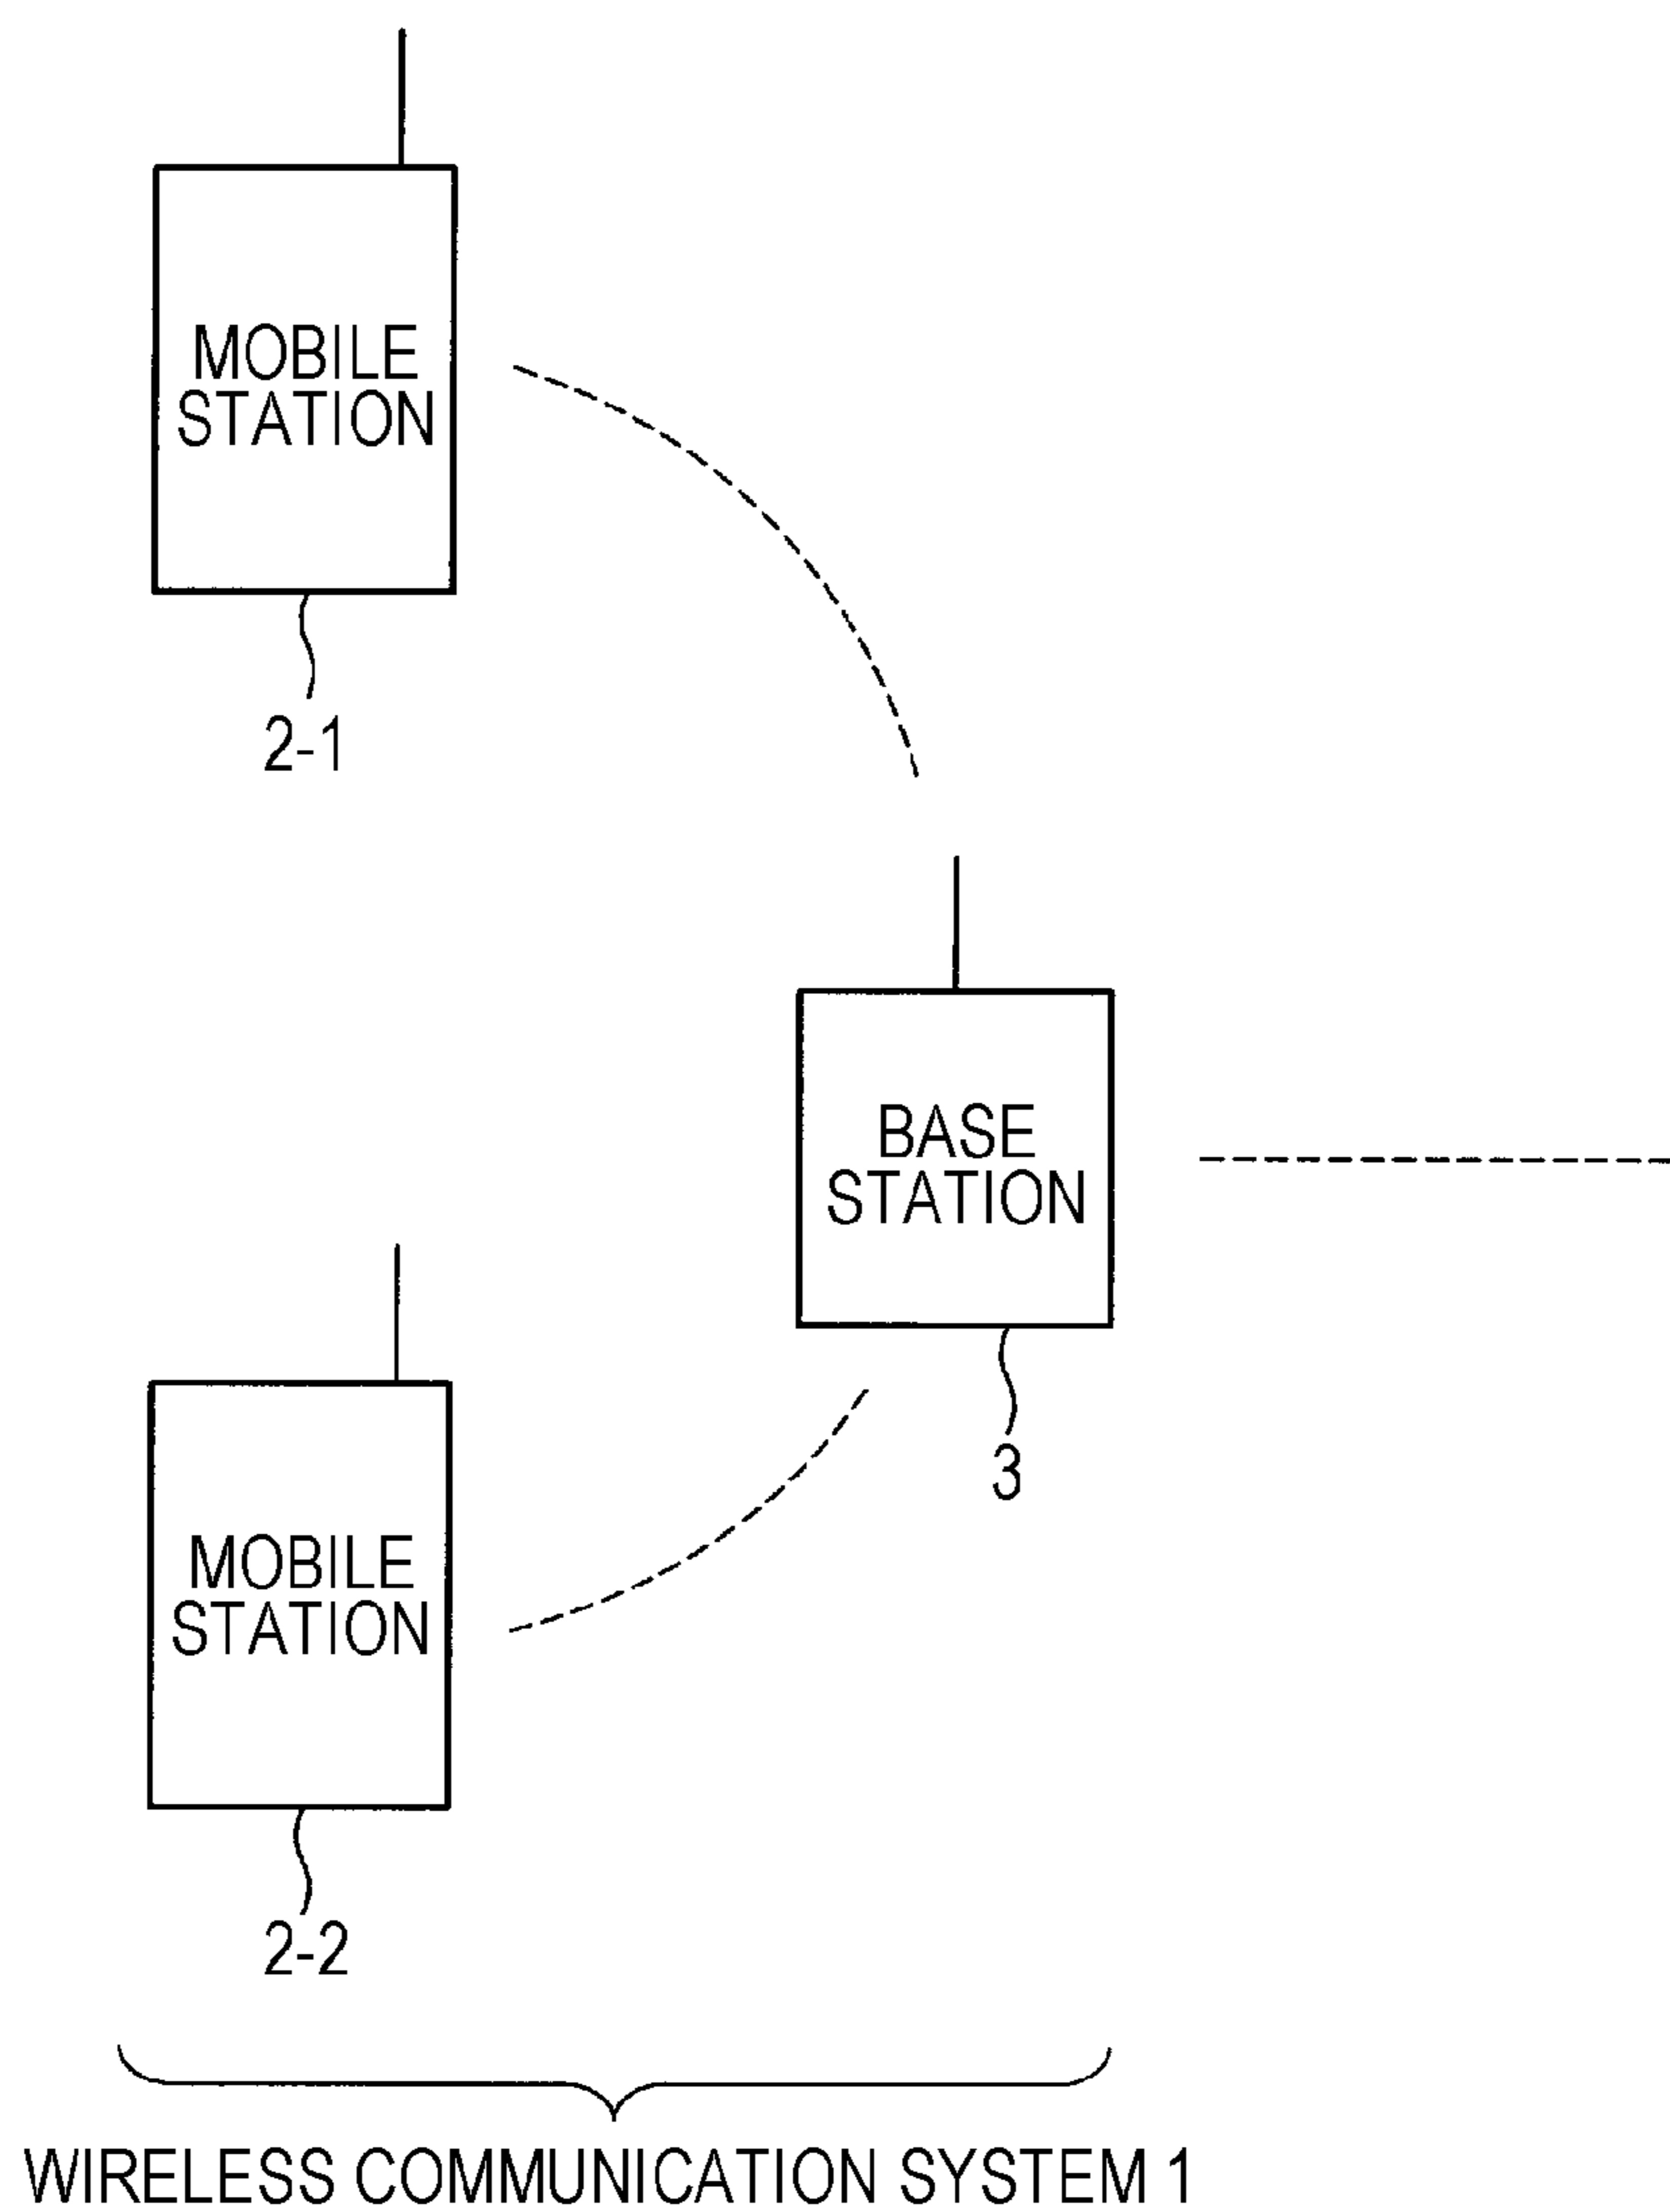 MOBILE
STATION
2-1
BASE
STATION
3
MOBILE
STATION
2-2
WIRELESS COMMUNICATION SYSTEM 1